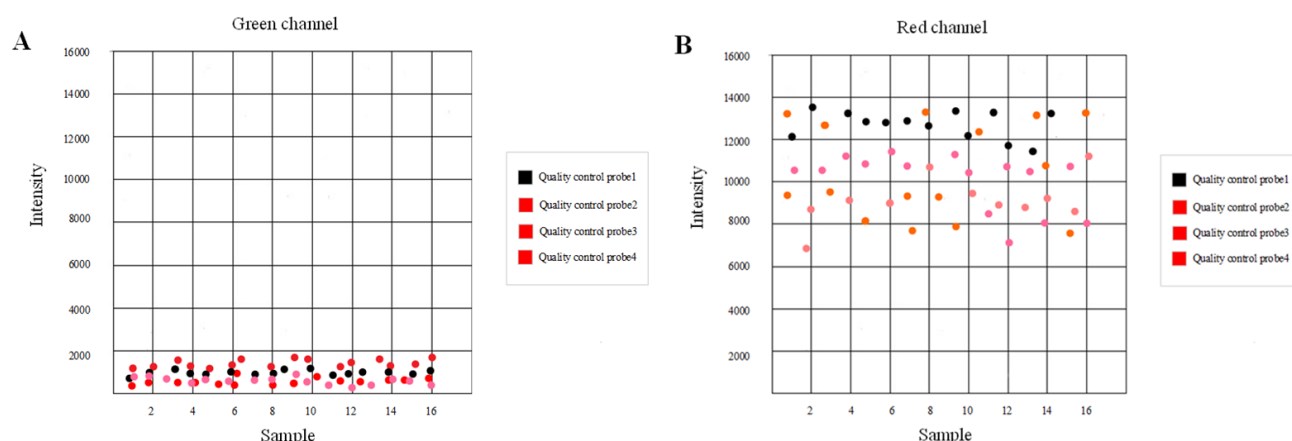 A
Green channel
16000
14000
12000
10000
8000
6000
4000
2000
Intensity
2 4 6 8 10 12 14 16
Sample
Quality control probe1
Quality control probe2
Quality control probe3
Quality control probe4
B
Red channel
16000
14000
12000
10000
8000
6000
4000
2000
Intensity
2 4 6 8 10 12 14 16
Sample
Quality control probe1
Quality control probe2
Quality control probe3
Quality control probe4